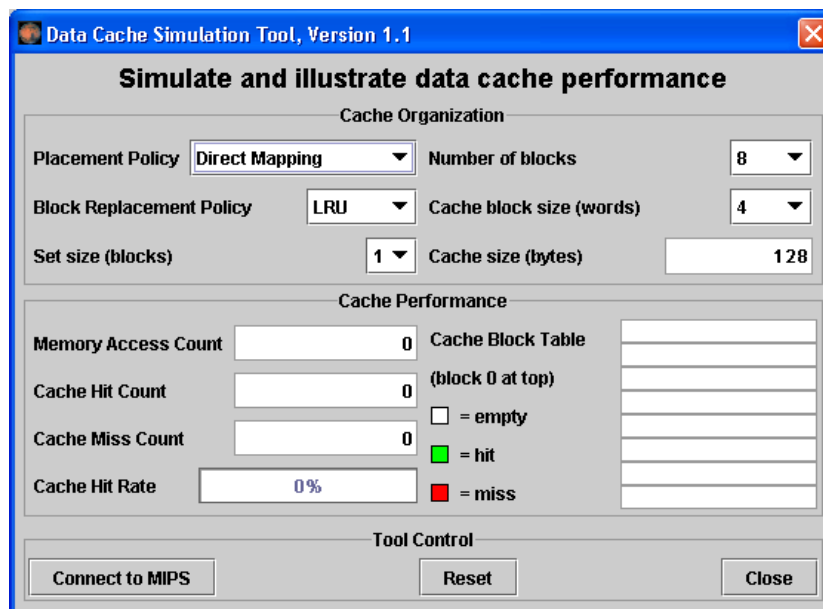 Data Cache Simulation Tool, Version 1.1
Simulate and illustrate data cache performance
Cache Organization
Placement Policy Direct Mapping Number of blocks 8
Block Replacement Policy LRU Cache block size (words) 4
Set size (blocks) 1 Cache size (bytes) 128
Cache Performance
Memory Access Count 0 Cache Block Table
(block 0 at top)
Cache Hit Count 0
= empty
Cache Miss Count 0
= hit
Cache Hit Rate 0%
= miss
Tool Control
Connect to MIPS Reset Close